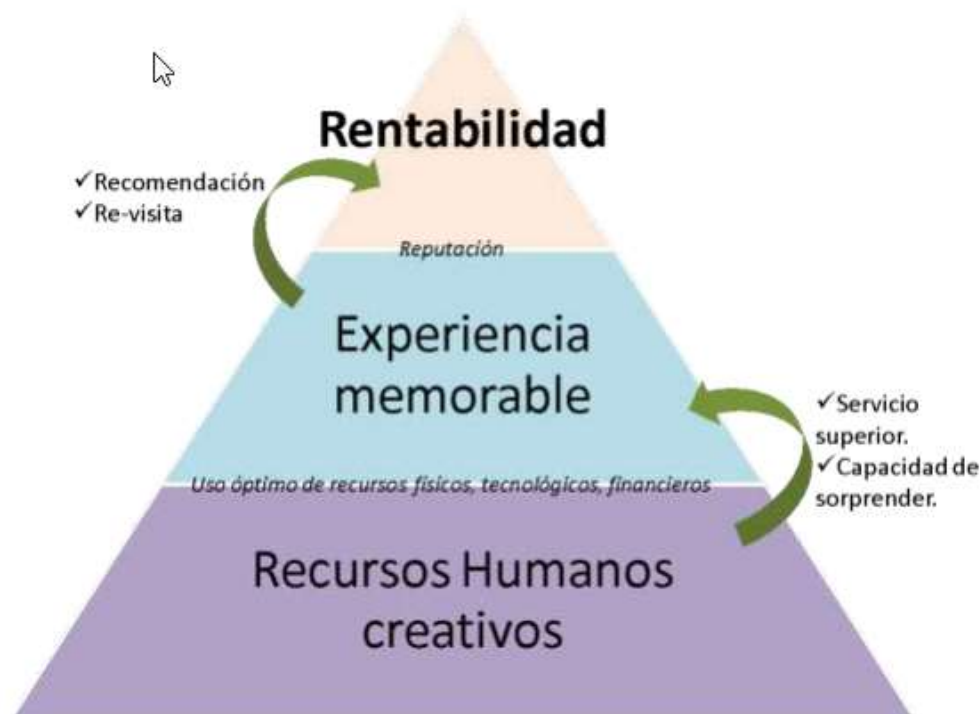 Rentabilidad
✓Recomendación
✓Re-visita
Reputación
Experiencia
memorable
✓Servicio
superior.
✓Capacidad de
sorprender.
Uso óptimo de recursos físicos, tecnológicos, financieros
Recursos Humanos
creativos